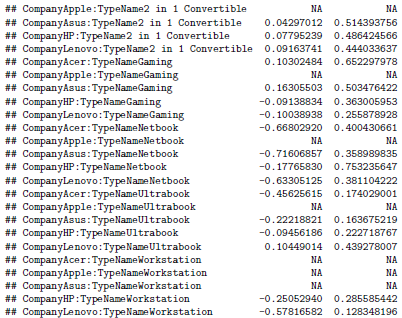 ## CompanyApple:TypeName2 in 1 Convertible NA NA
## CompanyAsus:TypeName2 in 1 Convertible 0.04297012 0.514393756
## CompanyHP:TypeName2 in 1 Convertible 0.07795239 0.486424566
## CompanyLenovo:TypeName2 in 1 Convertible 0.09163741 0.444033637
## CompanyAcer:TypeNameGaming 0.10302484 0.652297978
## CompanyApple:TypeNameGaming NA NA
## CompanyAsus:TypeNameGaming 0.16305503 0.503476422
## CompanyHP:TypeNameGaming -0.09138834 0.363005953
## CompanyLenovo:TypeNameGaming -0.10038938 0.255878928
## CompanyAcer:TypeNameNetbook -0.66802920 0.400430661
## CompanyApple:TypeNameNetbook NA NA
## CompanyAsus:TypeNameNetbook -0.71606857 0.358989835
## CompanyHP:TypeNameNetbook -0.17765830 0.753235647
## CompanyLenovo:TypeNameNetbook -0.63305125 0.381104222
## CompanyAcer:TypeNameUltrabook -0.45625615 0.174029001
## CompanyApple:TypeNameUltrabook NA NA
## CompanyAsus:TypeNameUltrabook -0.22218821 0.163675219
## CompanyHP:TypeNameUltrabook -0.09456186 0.222718767
## CompanyLenovo:TypeNameUltrabook 0.10449014 0.439278007
## CompanyAcer:TypeNameWorkstation NA NA
## CompanyApple:TypeNameWorkstation NA NA
## CompanyAsus:TypeNameWorkstation NA NA
## CompanyHP:TypeNameWorkstation -0.25052940 0.285585442
## CompanyLenovo:TypeNameWorkstation -0.57816582 0.128348196